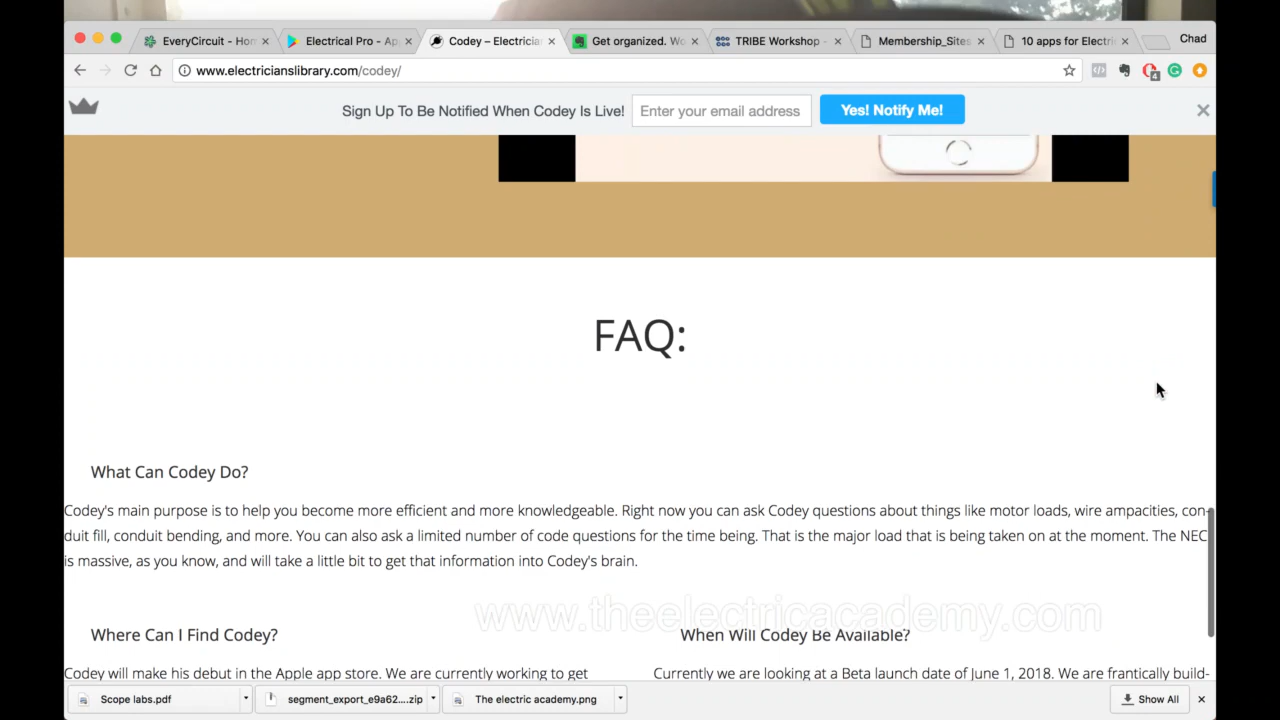 EveryCircuit - Hor
Electrical Pro - Ap
Codey – Electricia
Get organized. Wo
TRIBE Workshop -
Membership_Sites
10 apps for Electri
Chad
www.electricianslibrary.com/codey/
4
Sign Up To Be Notified When Codey Is Live!
Enter your email address
Yes! Notify Me!
FAQ:
What Can Codey Do?
Codey's main purpose is to help you become more efficient and more knowledgeable. Right now you can ask Codey questions about things like motor loads, wire ampacities, con-
duit fill, conduit bending, and more. You can also ask a limited number of code questions for the time being. That is the major load that is being taken on at the moment. The NEC
is massive, as you know, and will take a little bit to get that information into Codey's brain.
www.theelectricacademy.com
Where Can I Find Codey?
When Will Codey Be Available?
Codey will make his debut in the Apple app store. We are currently working to get
Currently we are looking at a Beta launch date of June 1, 2018. We are frantically build-
Scope labs.pdf
segment_export_e9a62....zip
The electric academy.png
Show All